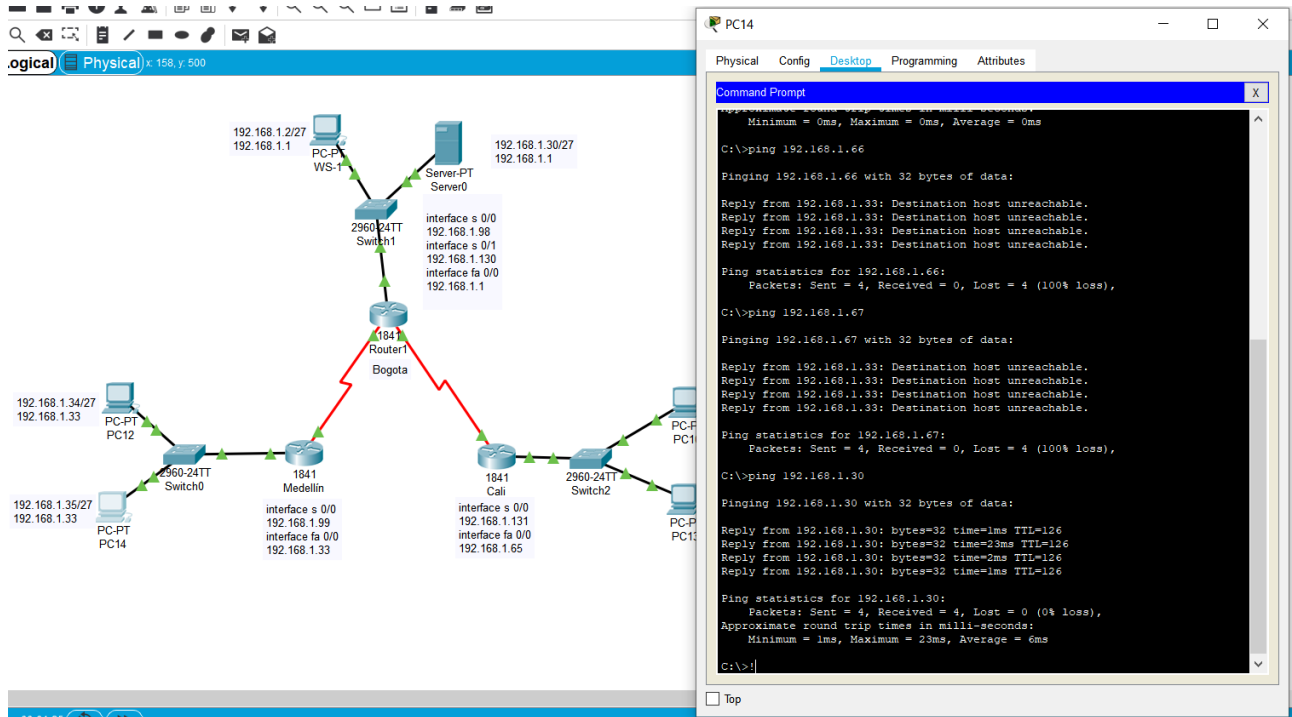 .ogical)
Physical
x: 158, y: 500
192.168.1.2/27
192.168.1.1
PC-PT
WS-1
192.168.1.30/27
192.168.1.1
Server-PT
Server0
2960-24TT
Switch1
interface s 0/0
192.168.1.98
interface s 0/1
192.168.1.130
interface fa 0/0
192.168.1.1
1841
Router1
Bogota
192.168.1.34/27
192.168.1.33
PC-PT
PC12
2960-24TT
Switch0
192.168.1.35/27
192.168.1.33
PC-PT
PC14
1841
Medellín
interface s 0/0
192.168.1.99
interface fa 0/0
192.168.1.33
1841
Cali
interface s 0/0
192.168.1.131
interface fa 0/0
192.168.1.65
2960-24TT
Switch2
PC-P
PC1
PC-P
PC13
PC14
Physical
Config
Desktop
Programming
Attributes
Command Prompt
X
Approximate round trip times in milli-seconds:
Minimum = 0ms, Maximum = 0ms, Average = 0ms
C:\>ping 192.168.1.66
Pinging 192.168.1.66 with 32 bytes of data:
Reply from 192.168.1.33: Destination host unreachable.
Reply from 192.168.1.33: Destination host unreachable.
Reply from 192.168.1.33: Destination host unreachable.
Reply from 192.168.1.33: Destination host unreachable.
Ping statistics for 192.168.1.66:
Packets: Sent = 4, Received = 0, Lost = 4 (100% loss),
C:\>ping 192.168.1.67
Pinging 192.168.1.67 with 32 bytes of data:
Reply from 192.168.1.33: Destination host unreachable.
Reply from 192.168.1.33: Destination host unreachable.
Reply from 192.168.1.33: Destination host unreachable.
Reply from 192.168.1.33: Destination host unreachable.
Ping statistics for 192.168.1.67:
Packets: Sent = 4, Received = 0, Lost = 4 (100% loss),
C:\>ping 192.168.1.30
Pinging 192.168.1.30 with 32 bytes of data:
Reply from 192.168.1.30: bytes=32 time=1ms TTL=126
Reply from 192.168.1.30: bytes=32 time=23ms TTL=126
Reply from 192.168.1.30: bytes=32 time=2ms TTL=126
Reply from 192.168.1.30: bytes=32 time=1ms TTL=126
Ping statistics for 192.168.1.30:
Packets: Sent = 4, Received = 4, Lost = 0 (0% loss),
Approximate round trip times in milli-seconds:
Minimum = 1ms, Maximum = 23ms, Average = 6ms
C:\>!
Top